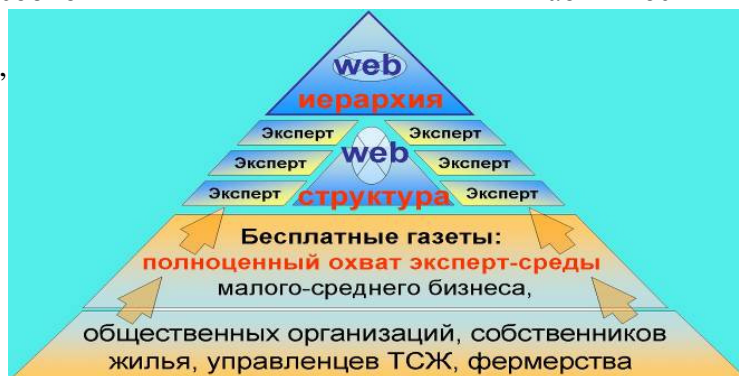 web
иерархия
Эксперт Эксперт
web
Эксперт Эксперт
Эксперт структура Эксперт
Бесплатные газеты:
полноценный охват эксперт-среды
малого-среднего бизнеса,
общественных организаций, собственников
жилья, управленцев ТСЖ, фермерства